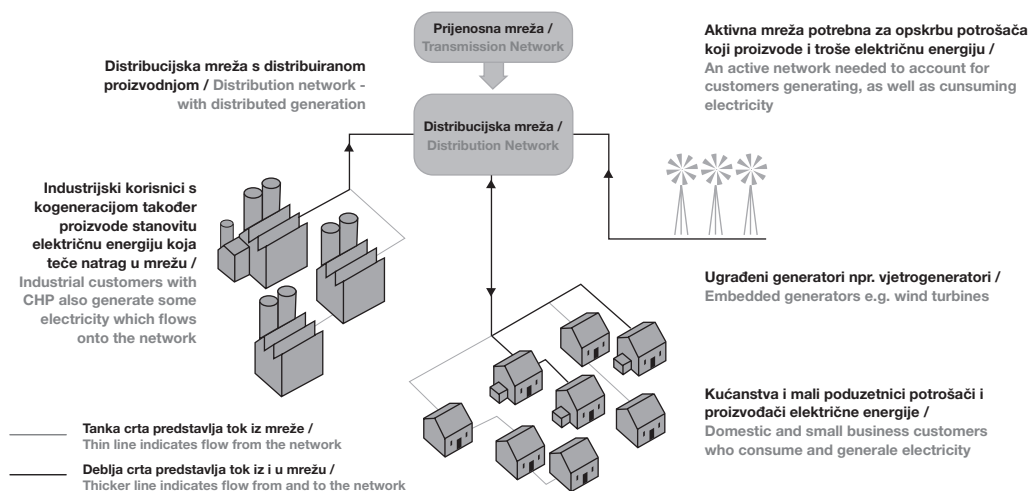 Prijenosna mreža /
Transmission Network
Distribucijska mreža s distribuiranom
proizvodnjom / Distribution network -
with distributed generation
Distribucijska mreža /
Distribution Network
Aktivna mreža potrebna za opskrbu potrošača
koji proizvode i troše električnu energiju /
An active network needed to account for
customers generating, as well as cunsuming
electricity
Industrijski korisnici s
kogeneracijom također
proizvode stanovitu
električnu energiju koja
teče natrag u mrežu /
Industrial customers with
CHP also generate some
electricity which flows
onto the network
Ugrađeni generatori npr. vjetrogeneratori /
Embedded generators e.g. wind turbines
Kućanstva i mali poduzetnici potrošači i
proizvođači električne energije /
Domestic and small business customers
who consume and generale electricity
Tanka crta predstavlja tok iz mreže /
Thin line indicates flow from the network
Deblja crta predstavlja tok iz i u mrežu /
Thicker line indicates flow from and to the network